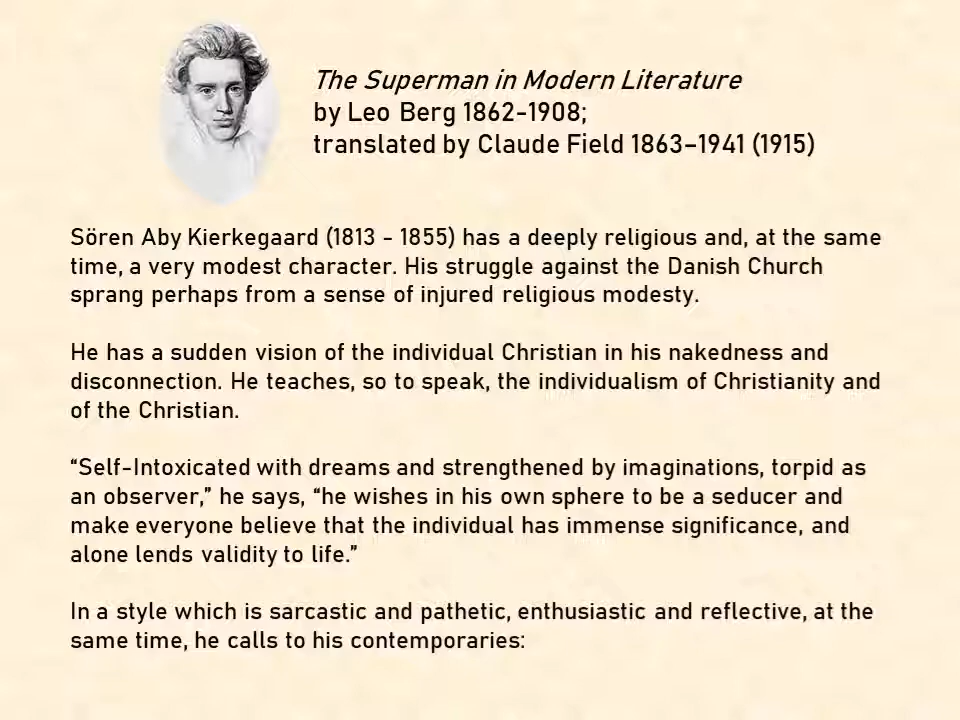 The Superman in Modern Literature
by Leo Berg 1862-1908;
translated by Claude Field 1863–1941 (1915)
Sören Aby Kierkegaard (1813 - 1855) has a deeply religious and, at the same
time, a very modest character. His struggle against the Danish Church
sprang perhaps from a sense of injured religious modesty.
He has a sudden vision of the individual Christian in his nakedness and
disconnection. He teaches, so to speak, the individualism of Christianity and
of the Christian.
“Self-Intoxicated with dreams and strengthened by imaginations, torpid as
an observer,” he says, “he wishes in his own sphere to be a seducer and
make everyone believe that the individual has immense significance, and
alone lends validity to life.”
In a style which is sarcastic and pathetic, enthusiastic and reflective, at the
same time, he calls to his contemporaries: